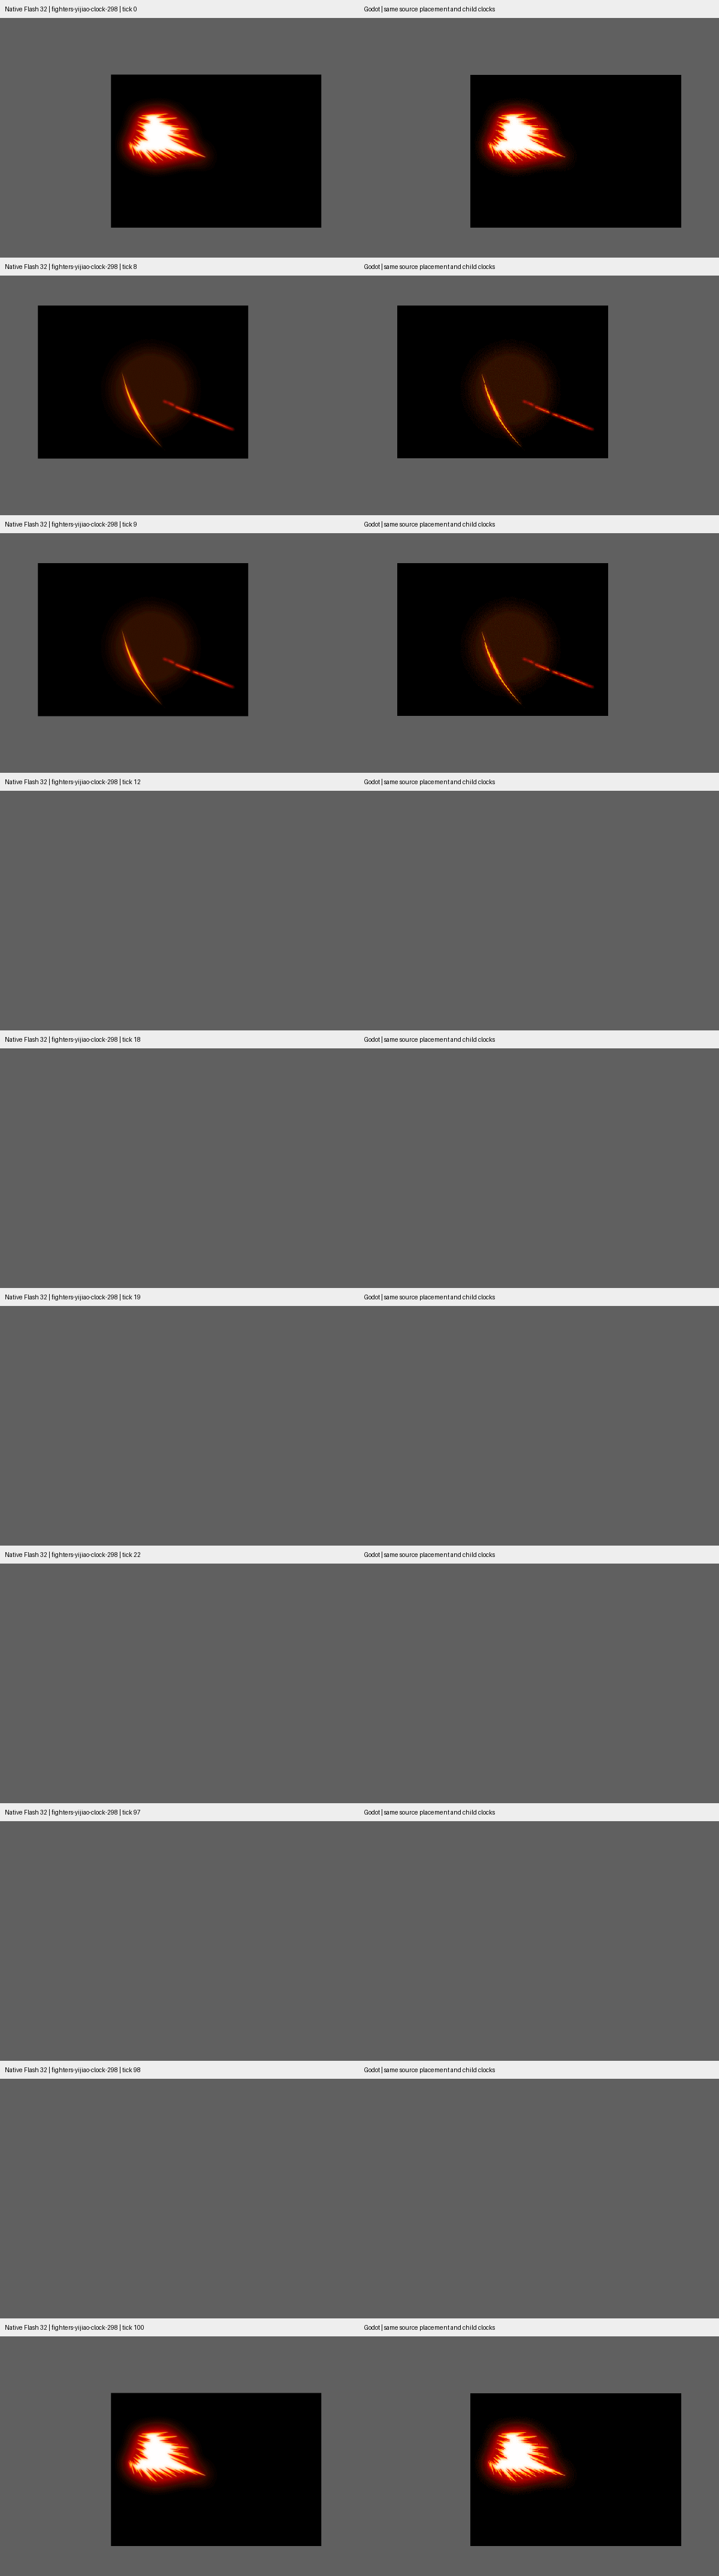 Native Flash 32 | fighters-yijiao-clock-298 | tick 0
Godot | same source placement and child clocks
Native Flash 32 | fighters-yijiao-clock-298 | tick 8
Godot | same source placement and child clocks
Native Flash 32 | fighters-yijiao-clock-298 | tick 9
Godot | same source placement and child clocks
Native Flash 32 | fighters-yijiao-clock-298 | tick 12
Godot | same source placement and child clocks
Native Flash 32 | fighters-yijiao-clock-298 | tick 18
Godot | same source placement and child clocks
Native Flash 32 | fighters-yijiao-clock-298 | tick 19
Godot | same source placement and child clocks
Native Flash 32 | fighters-yijiao-clock-298 | tick 22
Godot | same source placement and child clocks
Native Flash 32 | fighters-yijiao-clock-298 | tick 97
Godot | same source placement and child clocks
Native Flash 32 | fighters-yijiao-clock-298 | tick 98
Godot | same source placement and child clocks
Native Flash 32 | fighters-yijiao-clock-298 | tick 100
Godot | same source placement and child clocks